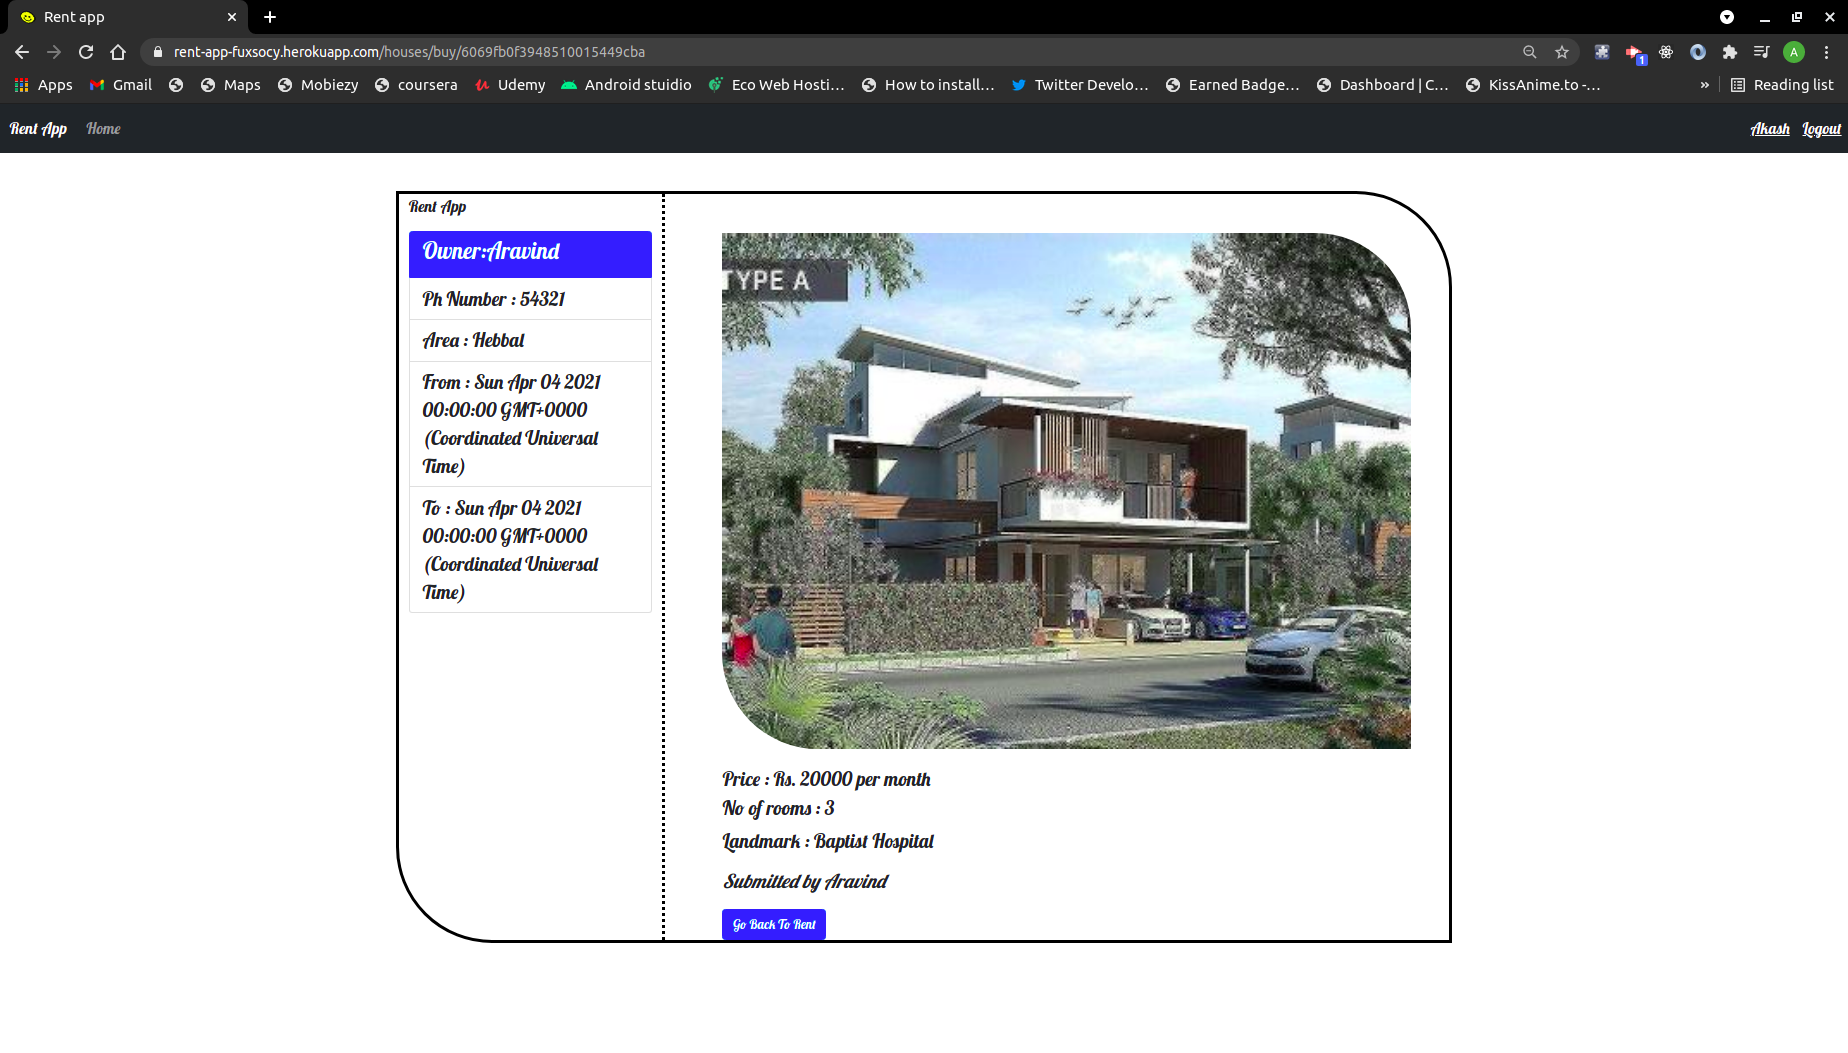 Rent app
rent-app-fuxsocy.herokuapp.com/houses/buy/6069fb0f3948510015449cba
A
1
Apps Gmail Maps Mobiezy coursera Udemy Android stuidio Eco Web Hosti… How to install… Twitter Develo… Earned Badge… Dashboard | C… KissAnime.to -… » Reading list
Rent App Home Akash Logout
Rent App
Owner:Aravind
Ph Number : 54321
Area : Hebbal
From : Sun Apr 04 2021
00:00:00 GMT+0000
(Coordinated Universal
Time)
To : Sun Apr 04 2021
00:00:00 GMT+0000
(Coordinated Universal
Time)
TYPE A
Price : Rs. 20000 per month
No of rooms : 3
Landmark : Baptist Hospital
Submitted by Aravind
Go Back To Rent